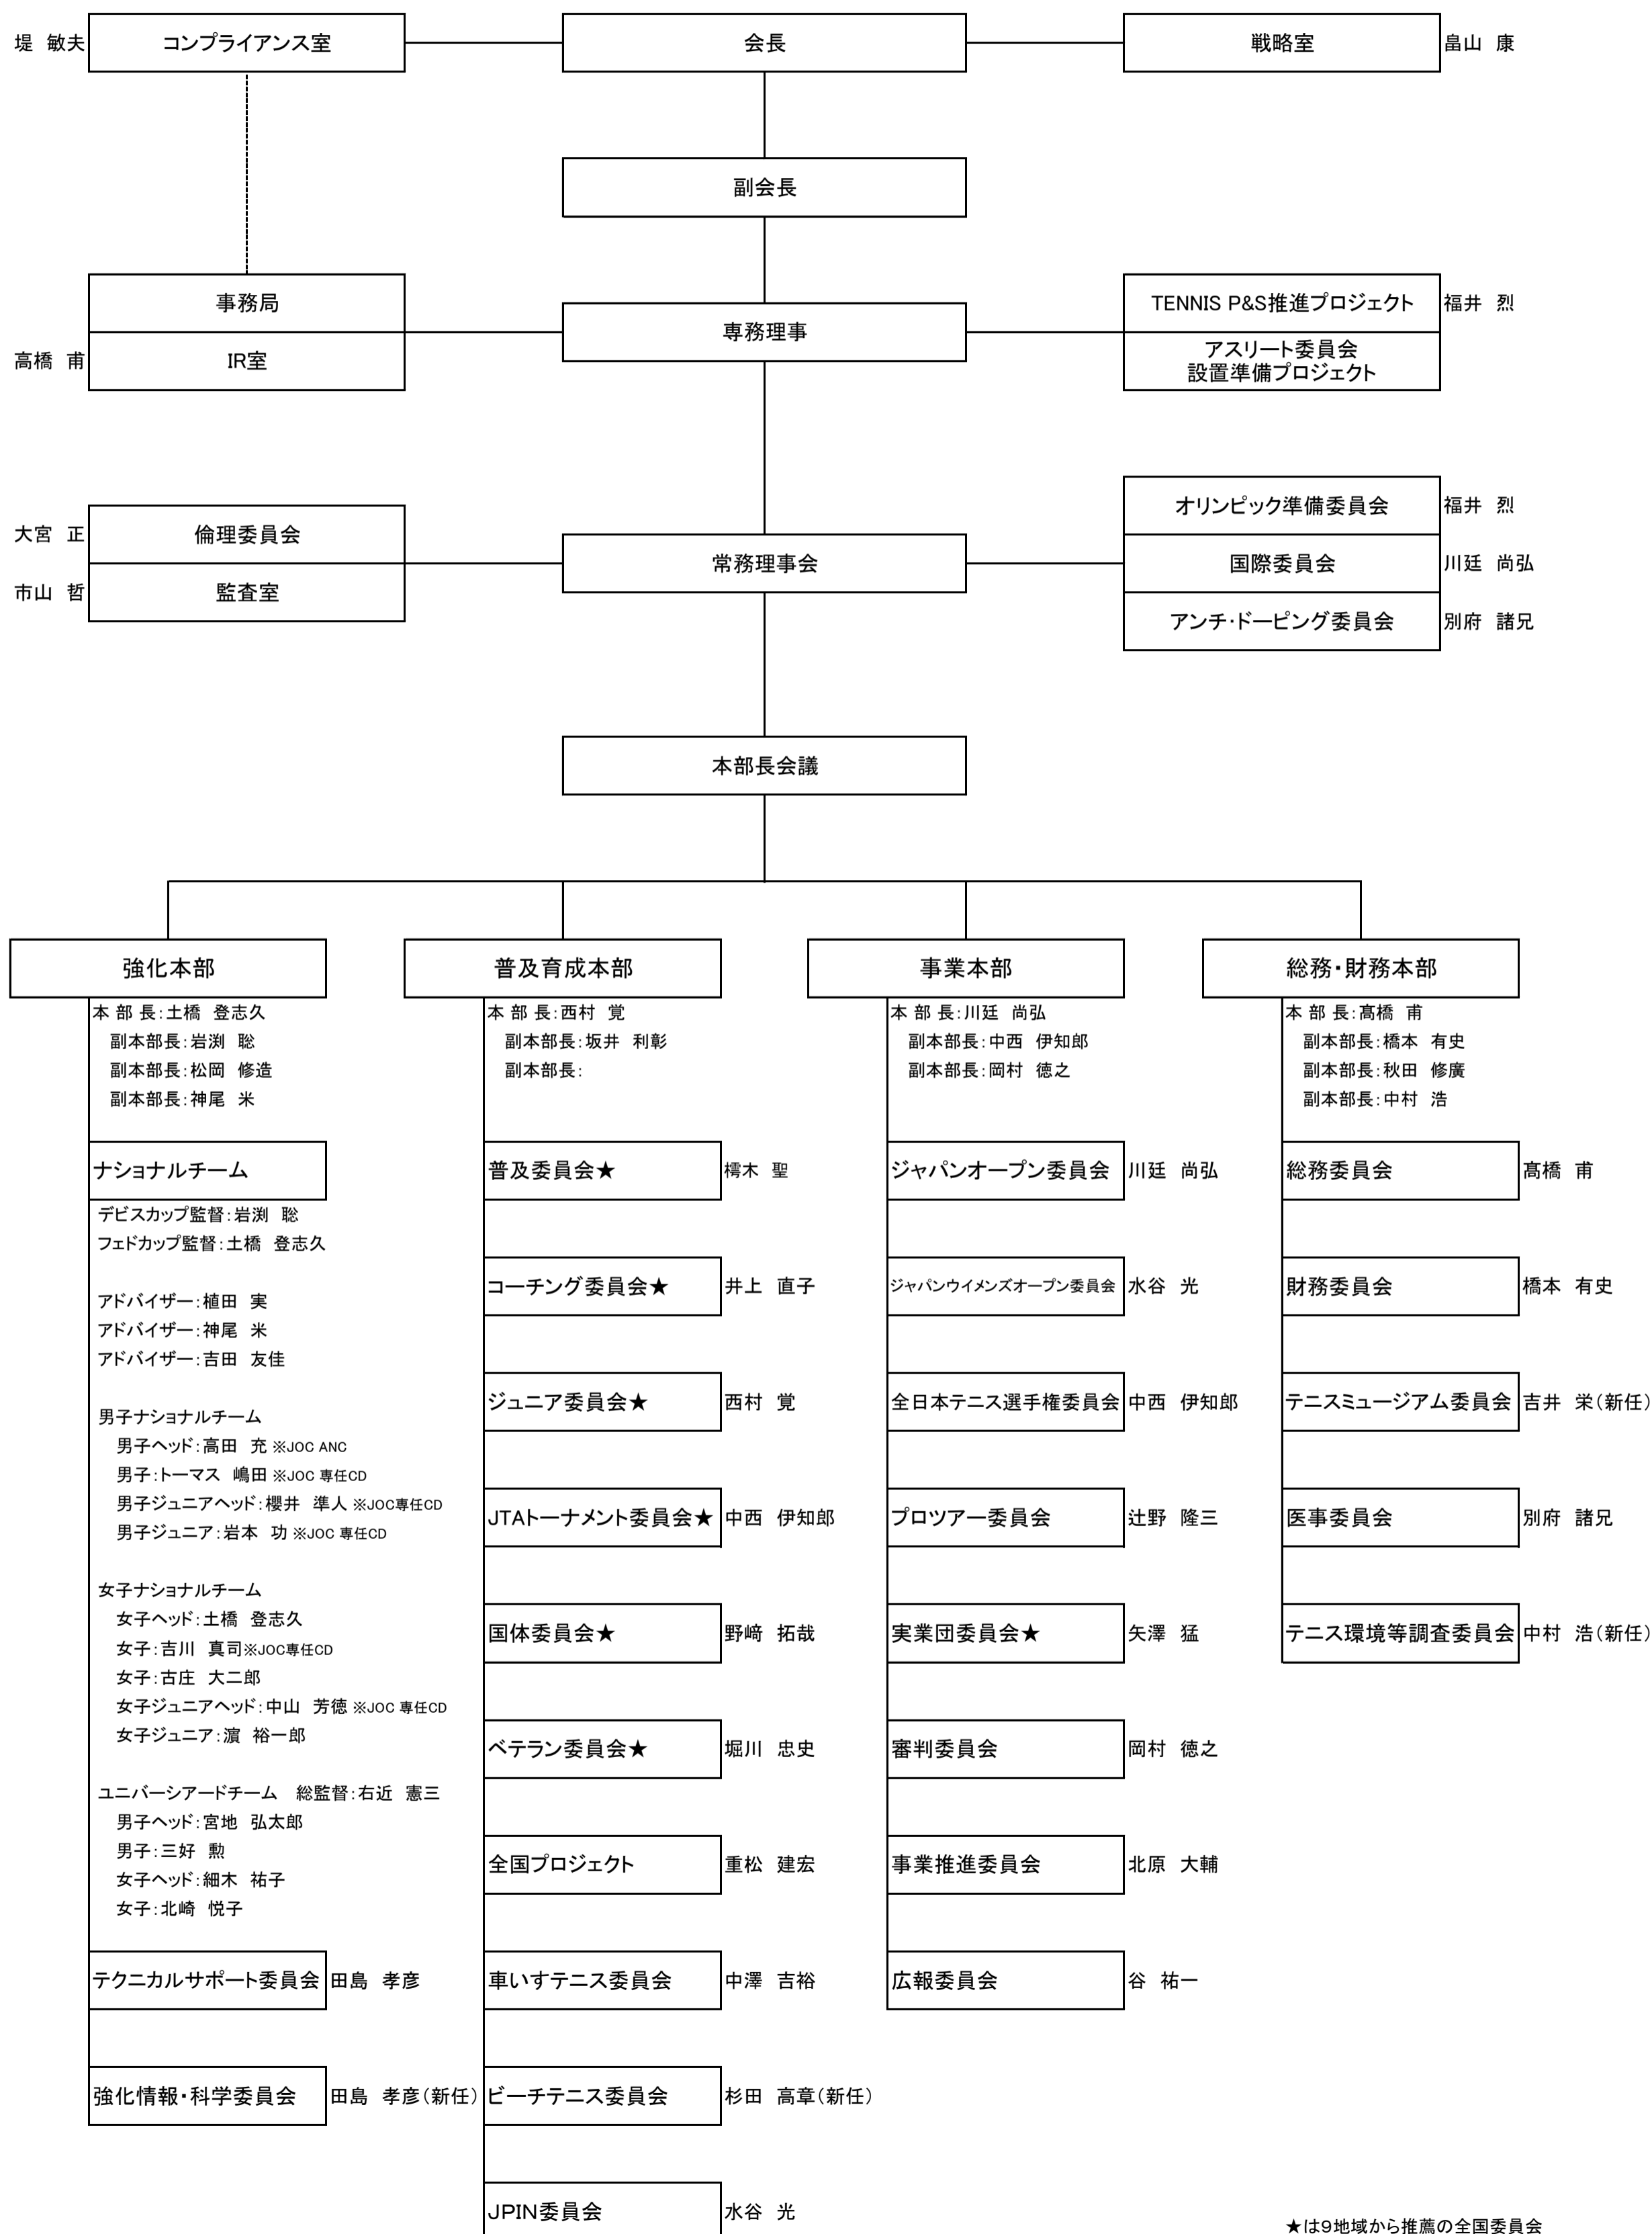 堤　敏夫
コンプライアンス室
会長
戦略室
畠山　康
副会長
事務局
高橋　甫
IR室
専務理事
TENNIS P&S推進プロジェクト
福井　烈
アスリート委員会
設置準備プロジェクト
大宮　正
倫理委員会
市山　哲
監査室
常務理事会
オリンピック準備委員会
福井　烈
国際委員会
川廷　尚弘
アンチ・ドーピング委員会
別府　諸兄
本部長会議
強化本部
本 部 長：土橋　登志久
副本部長：岩渕　聡
副本部長：松岡　修造
副本部長：神尾　米
ナショナルチーム
デビスカップ監督：岩渕　聡
フェドカップ監督：土橋　登志久
アドバイザー：植田　実
アドバイザー：神尾　米
アドバイザー：吉田　友佳
男子ナショナルチーム
男子ヘッド：高田　充 ※JOC ANC
男子：トーマス　嶋田 ※JOC 専任CD
男子ジュニアヘッド：櫻井　準人 ※JOC専任CD
男子ジュニア：岩本　功 ※JOC 専任CD
女子ナショナルチーム
女子ヘッド：土橋　登志久
女子：吉川　真司※JOC専任CD
女子：古庄　大二郎
女子ジュニアヘッド：中山　芳徳 ※JOC 専任CD
女子ジュニア：濵　裕一郎
ユニバーシアードチーム　総監督：右近　憲三
男子ヘッド：宮地　弘太郎
男子：三好　勲
女子ヘッド：細木　祐子
女子：北崎　悦子
テクニカルサポート委員会
田島　孝彦
強化情報・科学委員会
田島　孝彦（新任）
普及育成本部
本 部 長：西村　覚
副本部長：坂井　利彰
副本部長：
普及委員会★
樗木　聖
コーチング委員会★
井上　直子
ジュニア委員会★
西村　覚
JTAトーナメント委員会★
中西　伊知郎
国体委員会★
野﨑　拓哉
ベテラン委員会★
堀川　忠史
全国プロジェクト
重松　建宏
車いすテニス委員会
中澤　吉裕
ビーチテニス委員会
杉田　高章（新任）
JPIN委員会
水谷　光
事業本部
本 部 長：川廷　尚弘
副本部長：中西　伊知郎
副本部長：岡村　徳之
ジャパンオープン委員会
川廷　尚弘
ジャパンウイメンズオープン委員会
水谷　光
全日本テニス選手権委員会
中西　伊知郎
プロツアー委員会
辻野　隆三
実業団委員会★
矢澤　猛
審判委員会
岡村　徳之
事業推進委員会
北原　大輔
広報委員会
谷　祐一
総務・財務本部
本 部 長：髙橋　甫
副本部長：橋本　有史
副本部長：秋田　修廣
副本部長：中村　浩
総務委員会
髙橋　甫
財務委員会
橋本　有史
テニスミュージアム委員会
吉井　栄（新任）
医事委員会
別府　諸兄
テニス環境等調査委員会
中村　浩（新任）
★は9地域から推薦の全国委員会